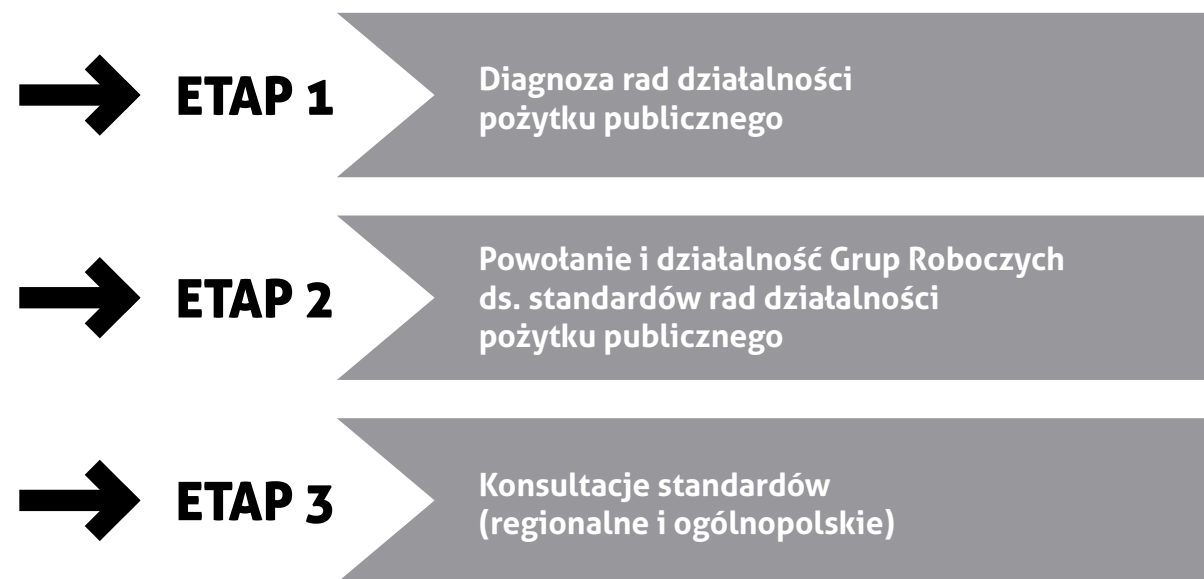 ETAP 1
Diagnoza rad działalności
pożytku publicznego
ETAP 2
Powołanie i działalność Grup Roboczych
ds. standardów rad działalności
pożytku publicznego
ETAP 3
Konsultacje standardów
(regionalne i ogólnopolskie)